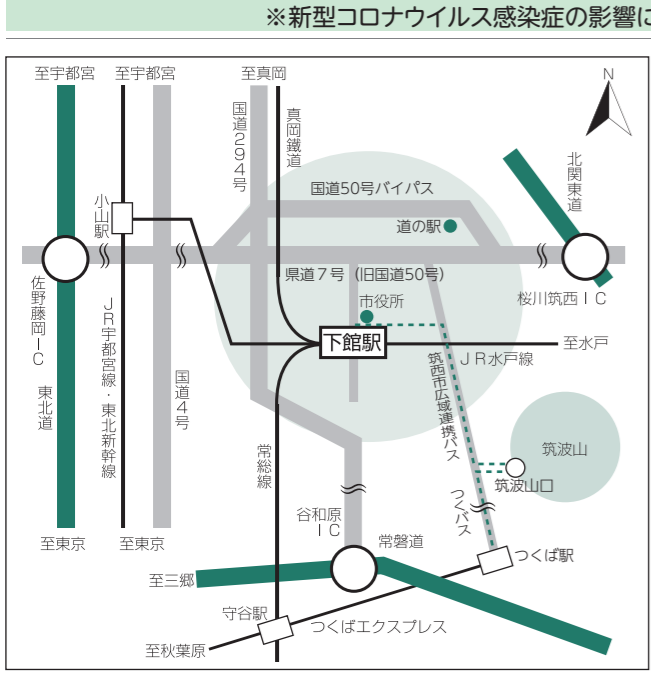 ※新型コロナウイルス感染症の影響に
至宇都宮
至宇都宮
至真岡
N
国道294号
真岡鐵道
北関東道
国道50号バイパス
小山駅
道の駅
県道7号（旧国道50号）
桜川筑西IC
佐野藤岡IC
市役所
下館駅
至水戸
JR水戸線
JR宇都宮線・東北新幹線
国道4号
東北道
筑西市広域連携バス
常総線
筑波山
筑波山口
つくバス
谷和原
IC
常磐道
至東京
至東京
つくば駅
至三郷
守谷駅
つくばエクスプレス
至秋葉原